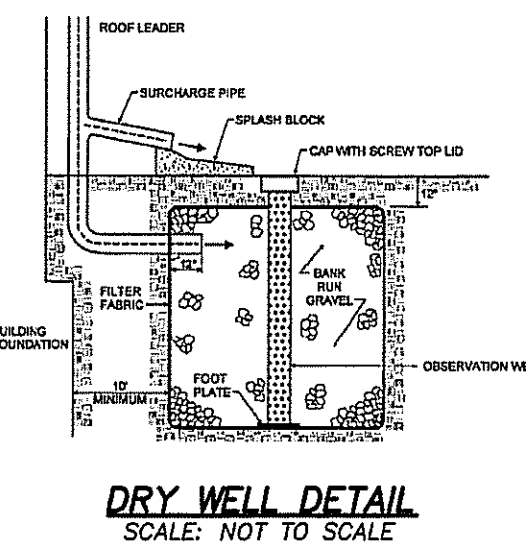 ROOF LEADER
SURCHARGE PIPE
SPLASH BLOCK
CAP WITH SCREW TOP LID
12"
12"
FILTER
FABRIC
BANK
RUN
GRAVEL
UILDING
OUNDATION
OBSERVATION WE
10'
MINIMUM
FOOT
PLATE
DRY WELL DETAIL
SCALE: NOT TO SCALE